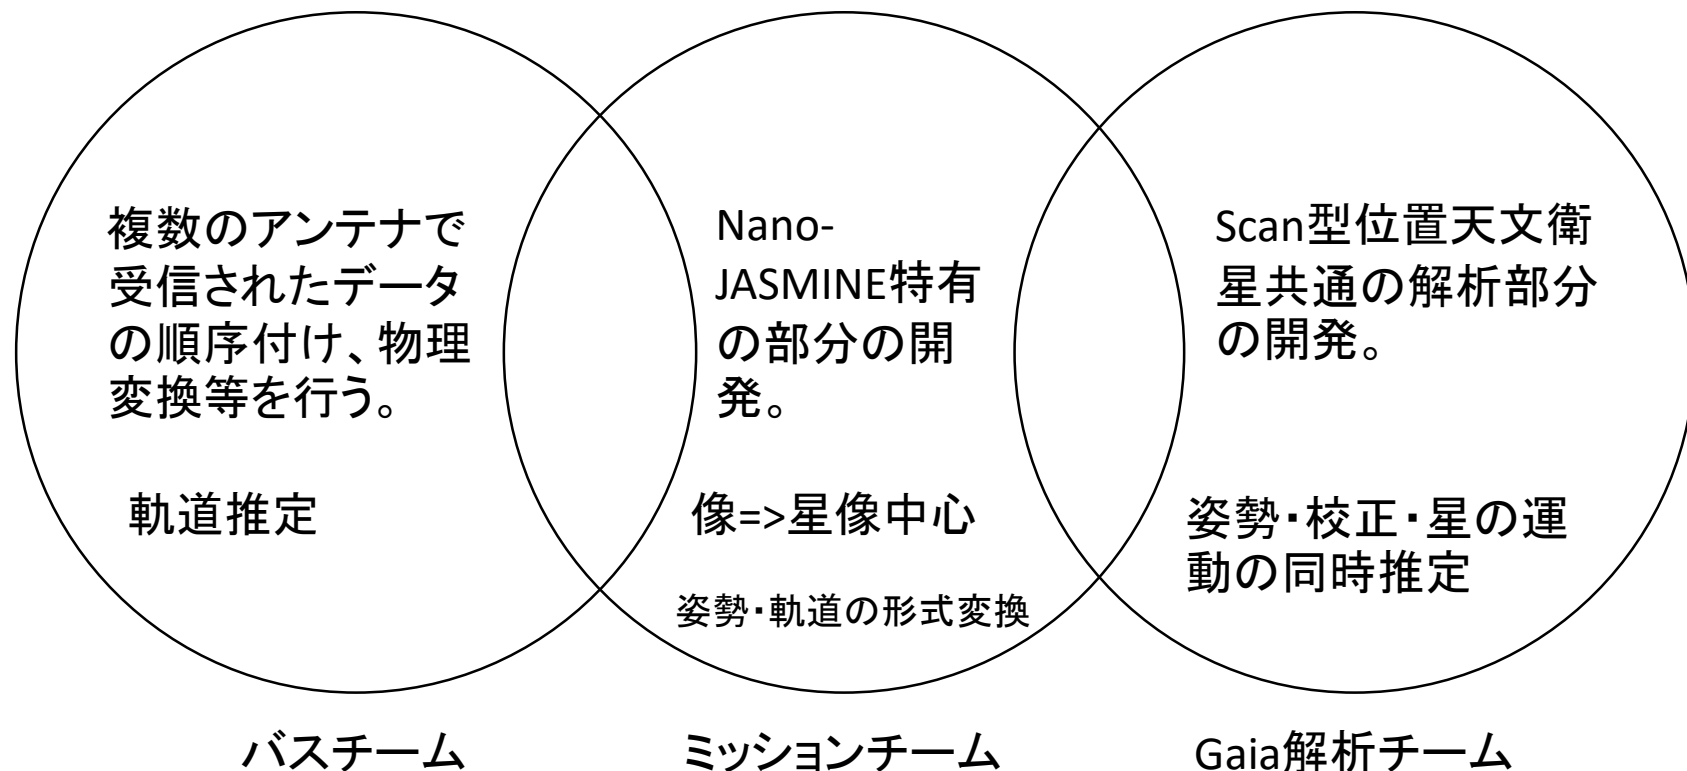 複数のアンテナで
受信されたデータ
の順序付け、物理
変換等を行う。
軌道推定
バスチーム
Nano-
JASMINE特有
の部分の開
発。
像=>星像中心
姿勢・軌道の形式変換
ミッションチーム
Scan型位置天文衛
星共通の解析部分
の開発。
姿勢・校正・星の運
動の同時推定
Gaia解析チーム